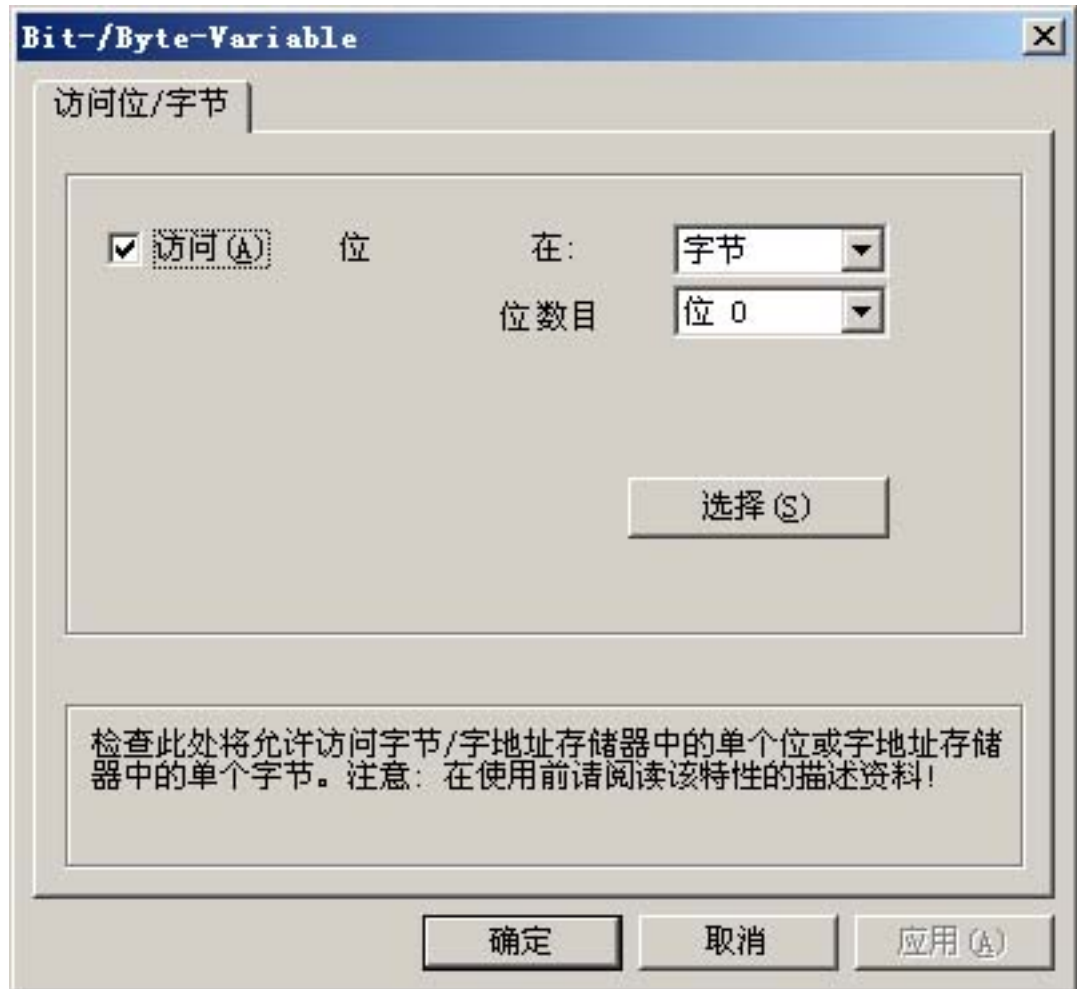 Bit-/Byte-Variable
访问位/字节
访问(A) 位 在: 字节
位数目 位 0
选择(S)
检查此处将允许访问字节/字地址存储器中的单个位或字地址存储
器中的单个字节。注意: 在使用前请阅读该特性的描述资料!
确定 取消 应用(A)